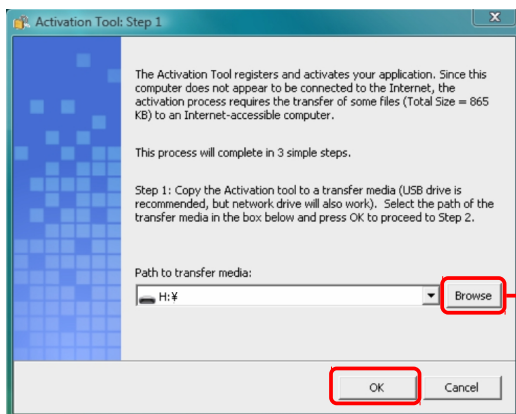 Activation Tool: Step 1
The Activation Tool registers and activates your application. Since this
computer does not appear to be connected to the Internet, the
activation process requires the transfer of some files (Total Size = 865
KB) to an Internet-accessible computer.
This process will complete in 3 simple steps.
Step 1: Copy the Activation tool to a transfer media (USB drive is
recommended, but network drive will also work). Select the path of the
transfer media in the box below and press OK to proceed to Step 2.
Path to transfer media:
H:¥
Browse
OK
Cancel